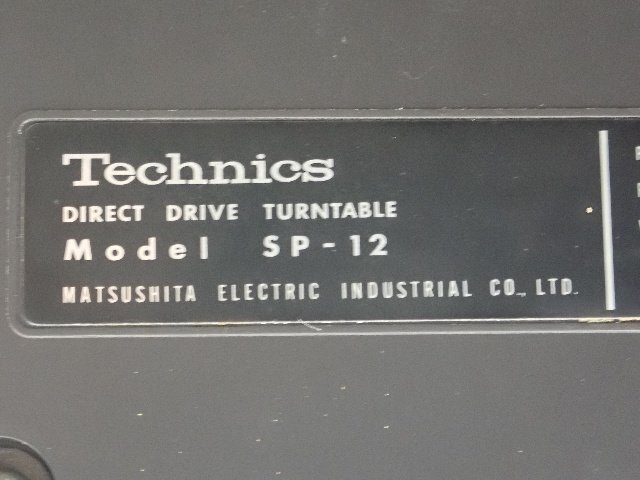 Technics
DIRECT DRIVE TURNTABLE
Model SP-12
MATSUSHITA ELECTRIC INDUSTRIAL CO., LTD.